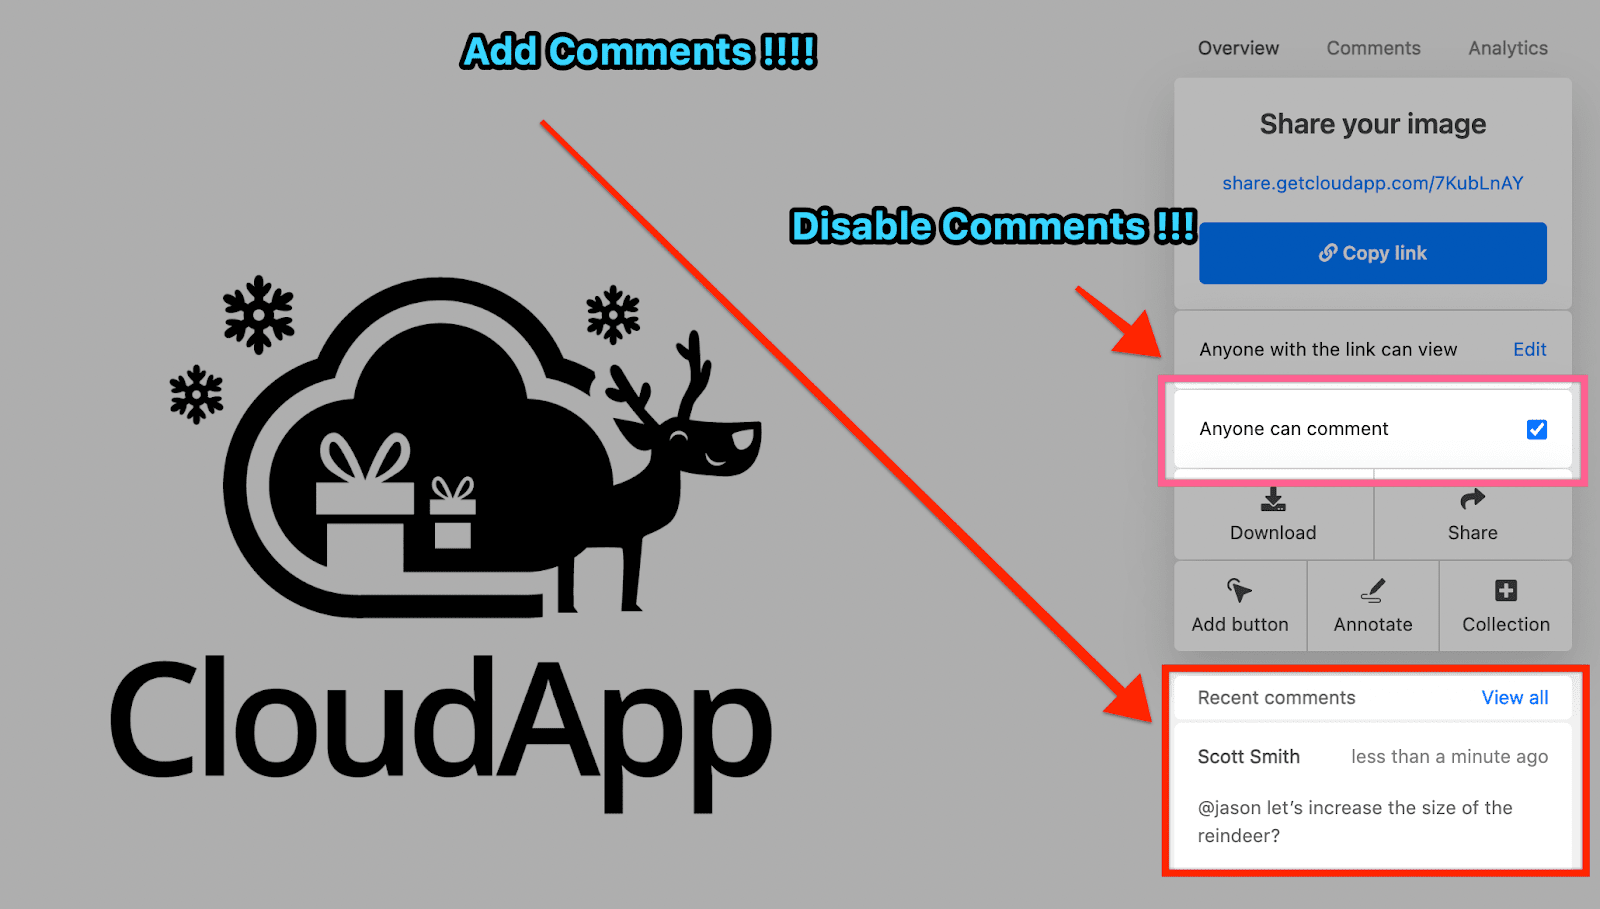 Add Comments !!!!
Overview Comments Analytics
Share your image
share.getcloudapp.com/7KubLnAY
Disable Comments !!!
Copy link
Anyone with the link can view Edit
Anyone can comment
Download Share
Add button Annotate Collection
CloudApp
Recent comments View all
Scott Smith less than a minute ago
@jason let’s increase the size of the
reindeer?